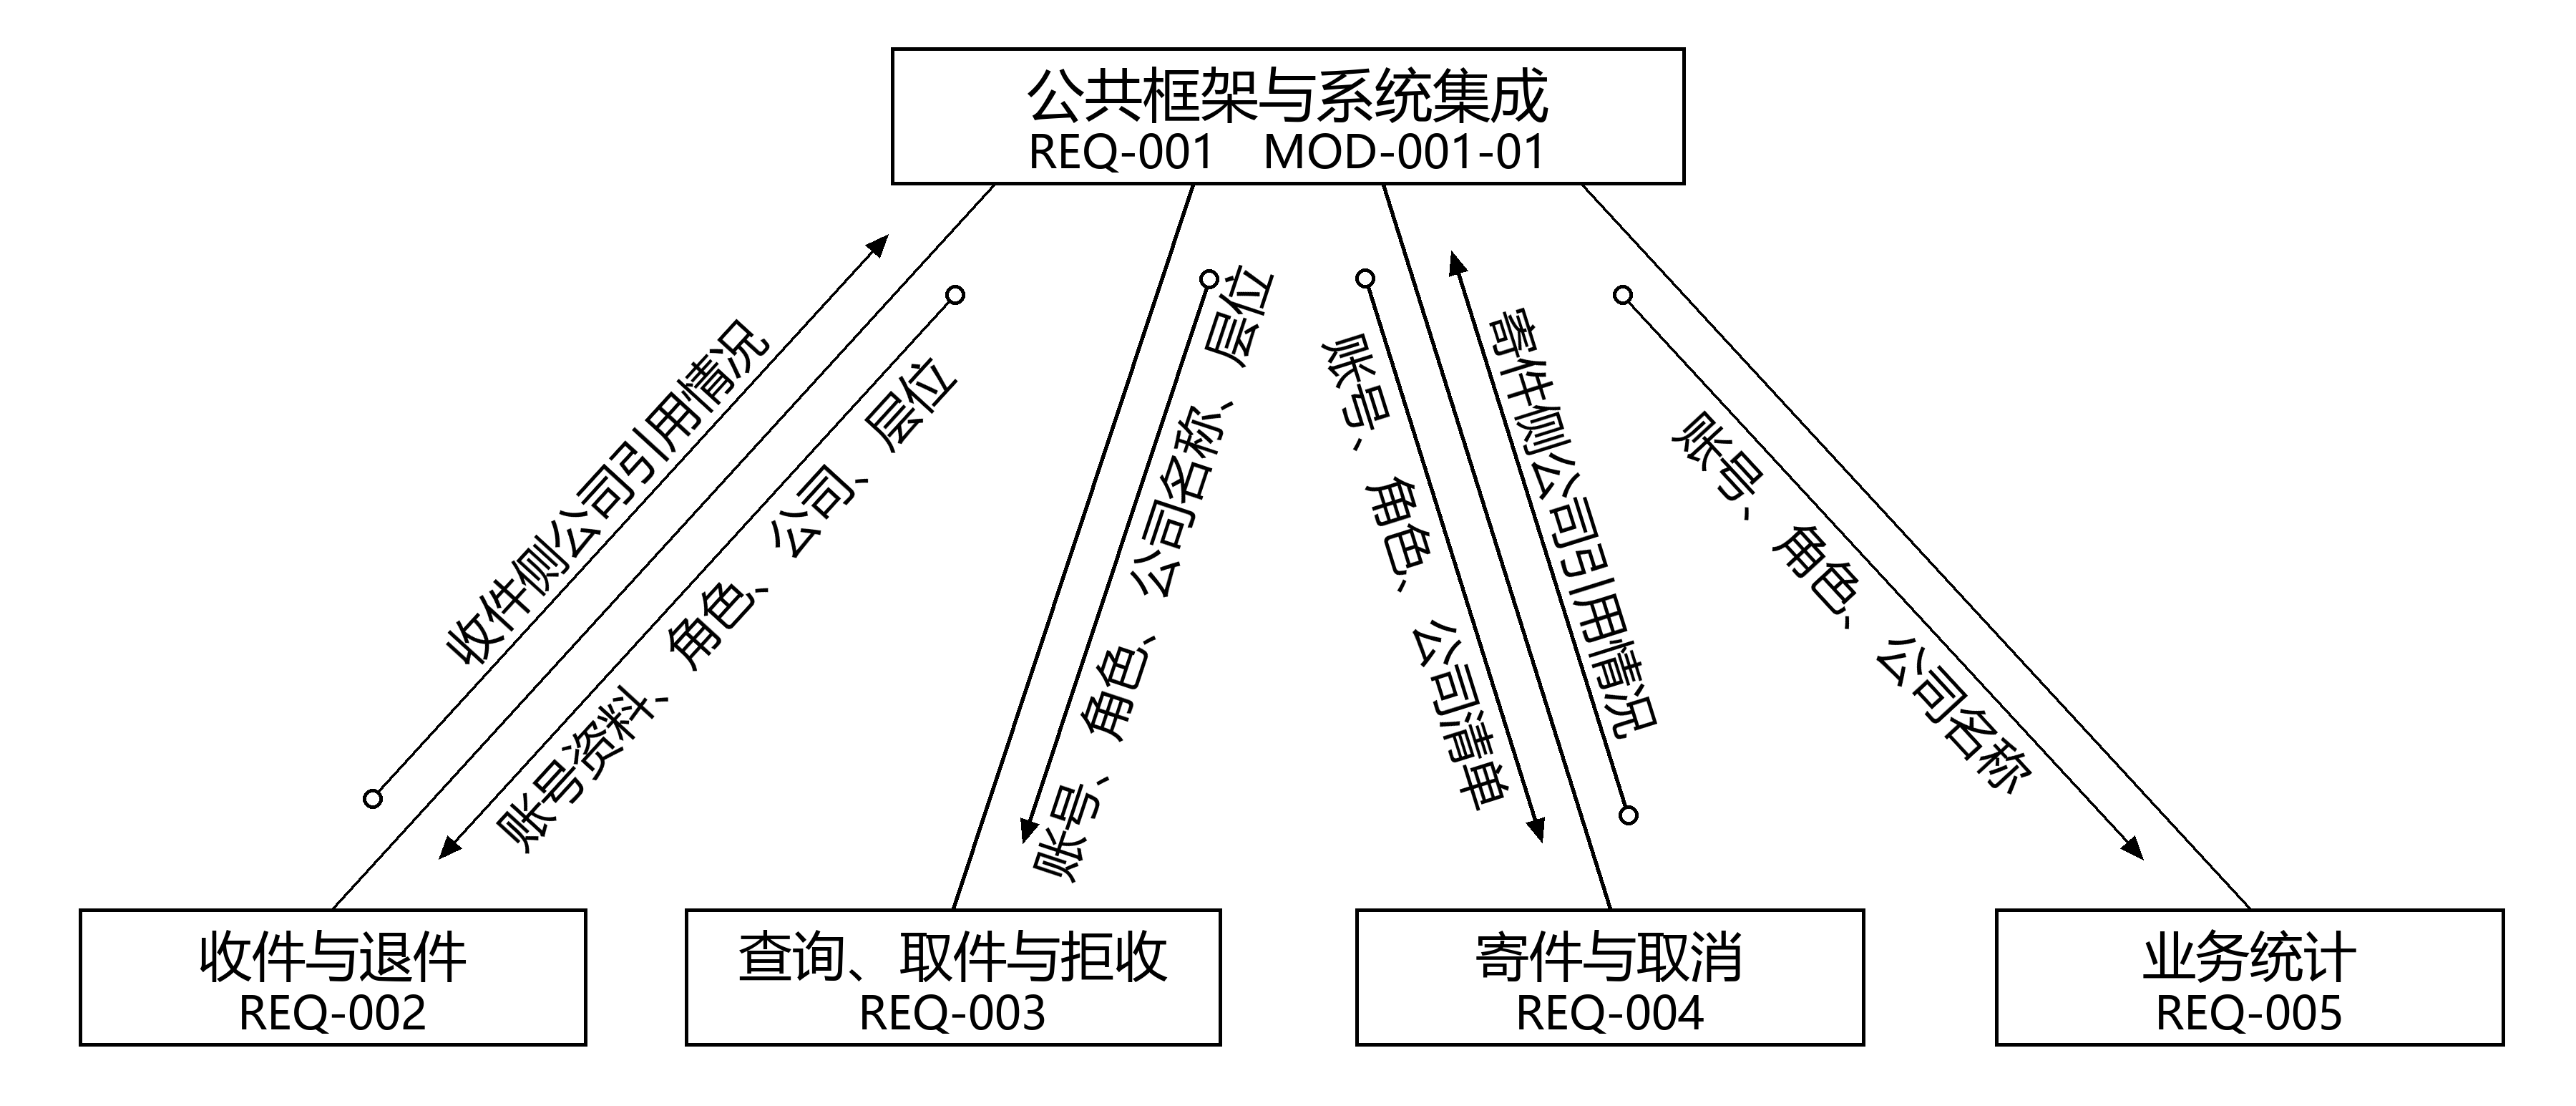 公共框架与系统集成
REQ-001 MOD-001-01
收件侧公司引用情况
账号资料、角色、公司、层位
账号、角色、公司名称、层位
账号、角色、公司清单
寄件侧公司引用情况
账号、角色、公司名称
收件与退件
REQ-002
查询、取件与拒收
REQ-003
寄件与取消
REQ-004
业务统计
REQ-005